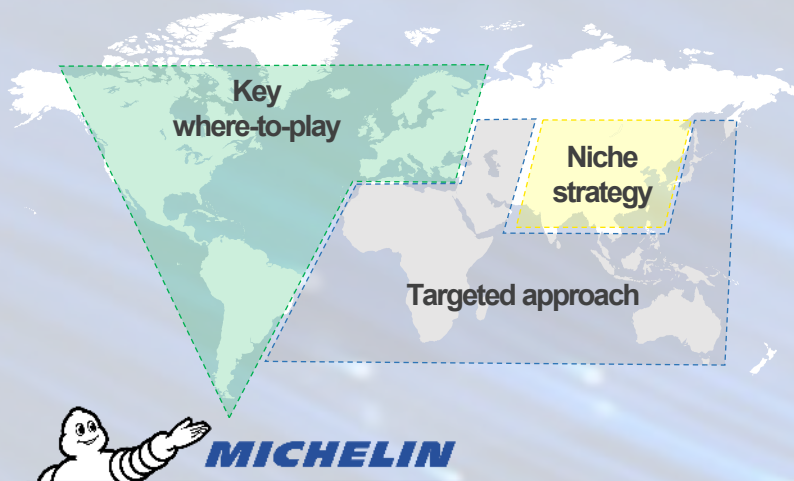 Key
where-to-play
Niche
strategy
Targeted approach
MICHELIN